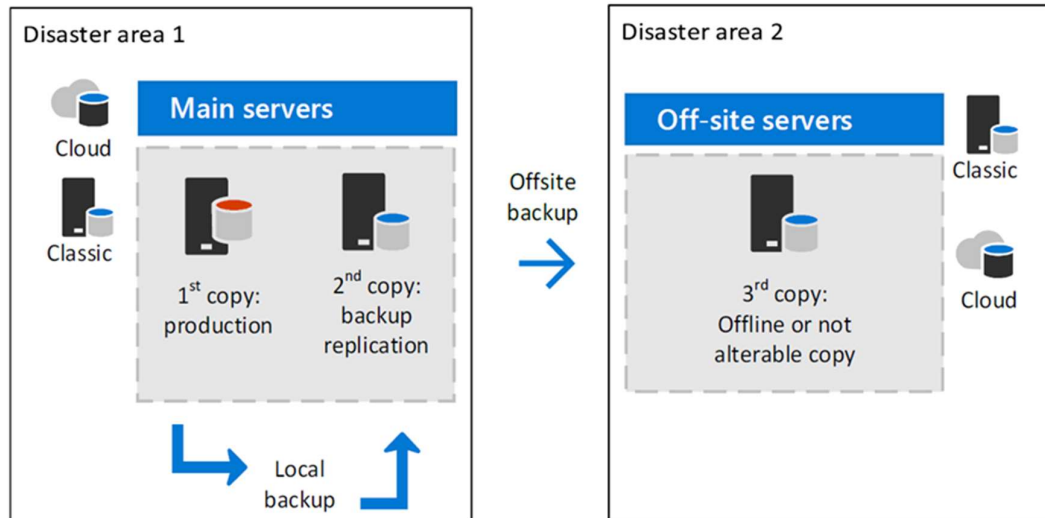 Disaster area 1
Cloud
Classic
Main servers
1st copy:
production
2nd copy:
backup
replication
Local
backup
Offsite
backup
Disaster area 2
Off-site servers
3rd copy:
Offline or not
alterable copy
Classic
Cloud